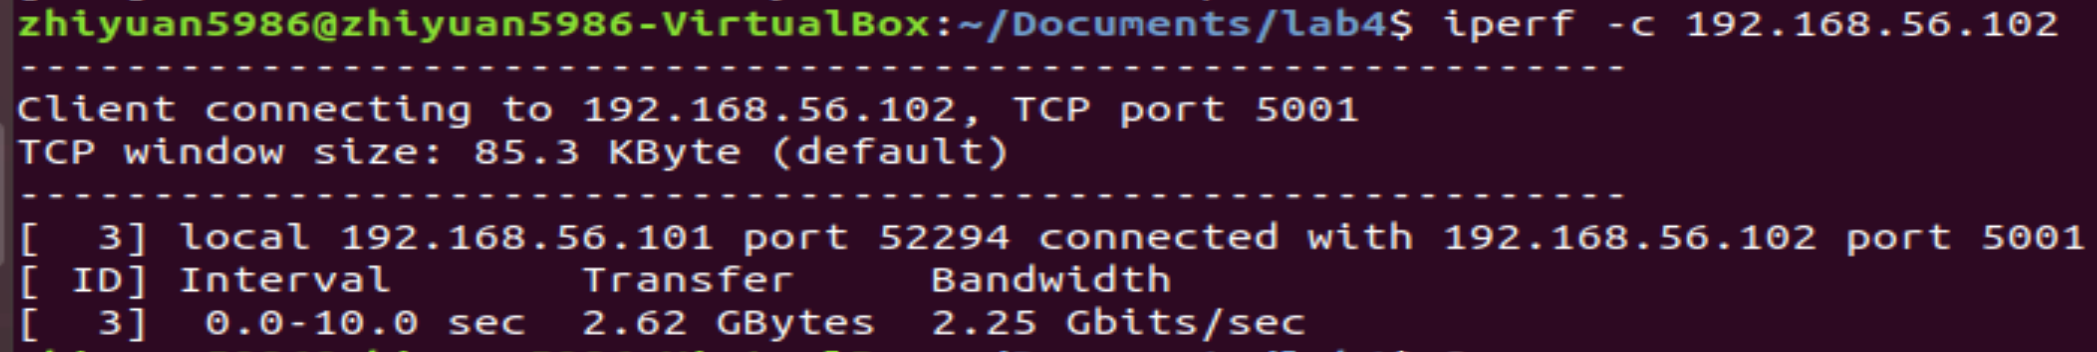 zhiyuan5986@zhiyuan5986-VirtualBox:~/Documents/lab4$ iperf -c 192.168.56.102
------------------------------------------------------------
Client connecting to 192.168.56.102, TCP port 5001
TCP window size: 85.3 KByte (default)
------------------------------------------------------------
[  3] local 192.168.56.101 port 52294 connected with 192.168.56.102 port 5001
[ ID] Interval       Transfer     Bandwidth
[  3]  0.0-10.0 sec  2.62 GBytes  2.25 Gbits/sec